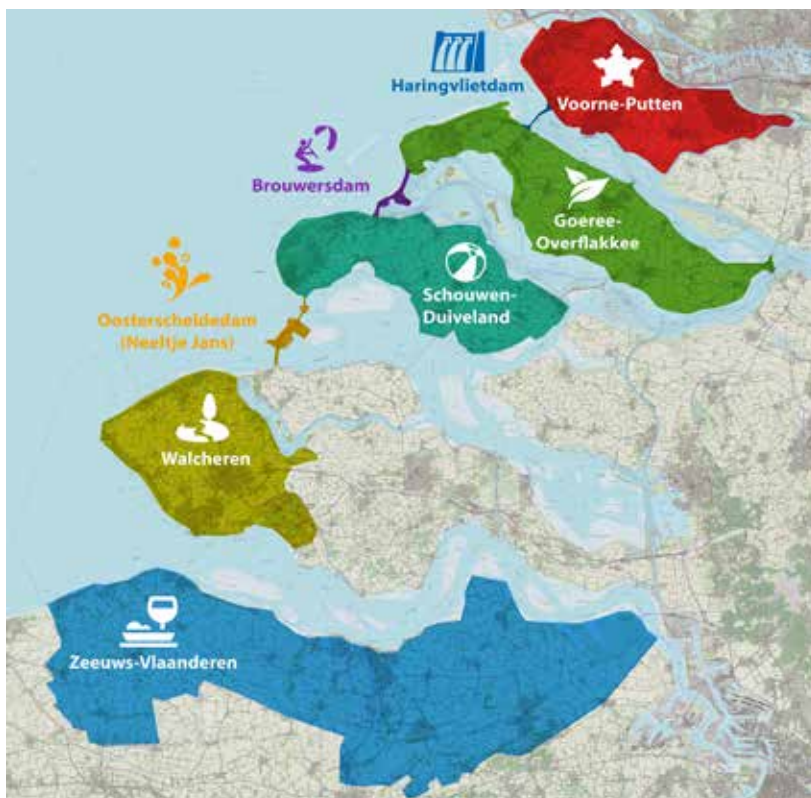 Haringvlietdam
Voorne-Putten
Brouwersdam
Goeree-
Overflakkee
Schouwen-
Duiveland
Oosterscheldedam
(Neeltje Jans)
Walcheren
Zeeuws-Vlaanderen